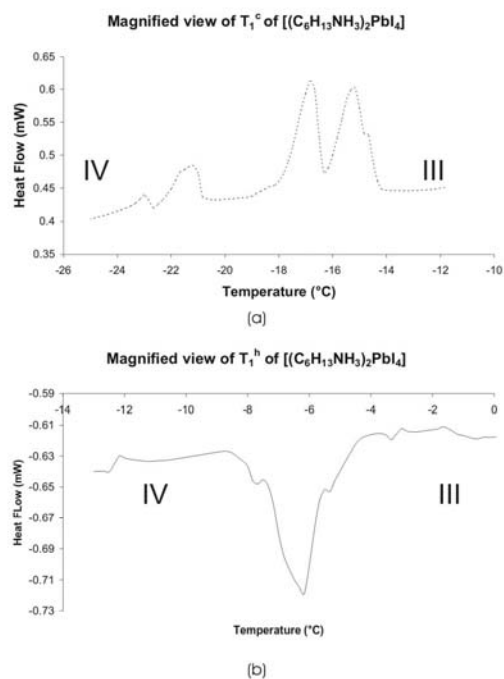 Magnified view of T₁ᶜ of [(C₆H₁₃NH₃)₂PbI₄]
0.65
0.6
0.55
0.5
0.45
0.4
0.35
Heat Flow (mW)
IV
III
-26 -24 -22 -20 -18 -16 -14 -12 -10
Temperature (°C)
(a)
Magnified view of T₁ʰ of [(C₆H₁₃NH₃)₂PbI₄]
-0.59
-14 -12 -10 -8 -6 -4 -2 0
-0.61
-0.63
-0.65
-0.67
-0.69
-0.71
-0.73
Heat FLow (mW)
IV
III
Temperature (°C)
(b)